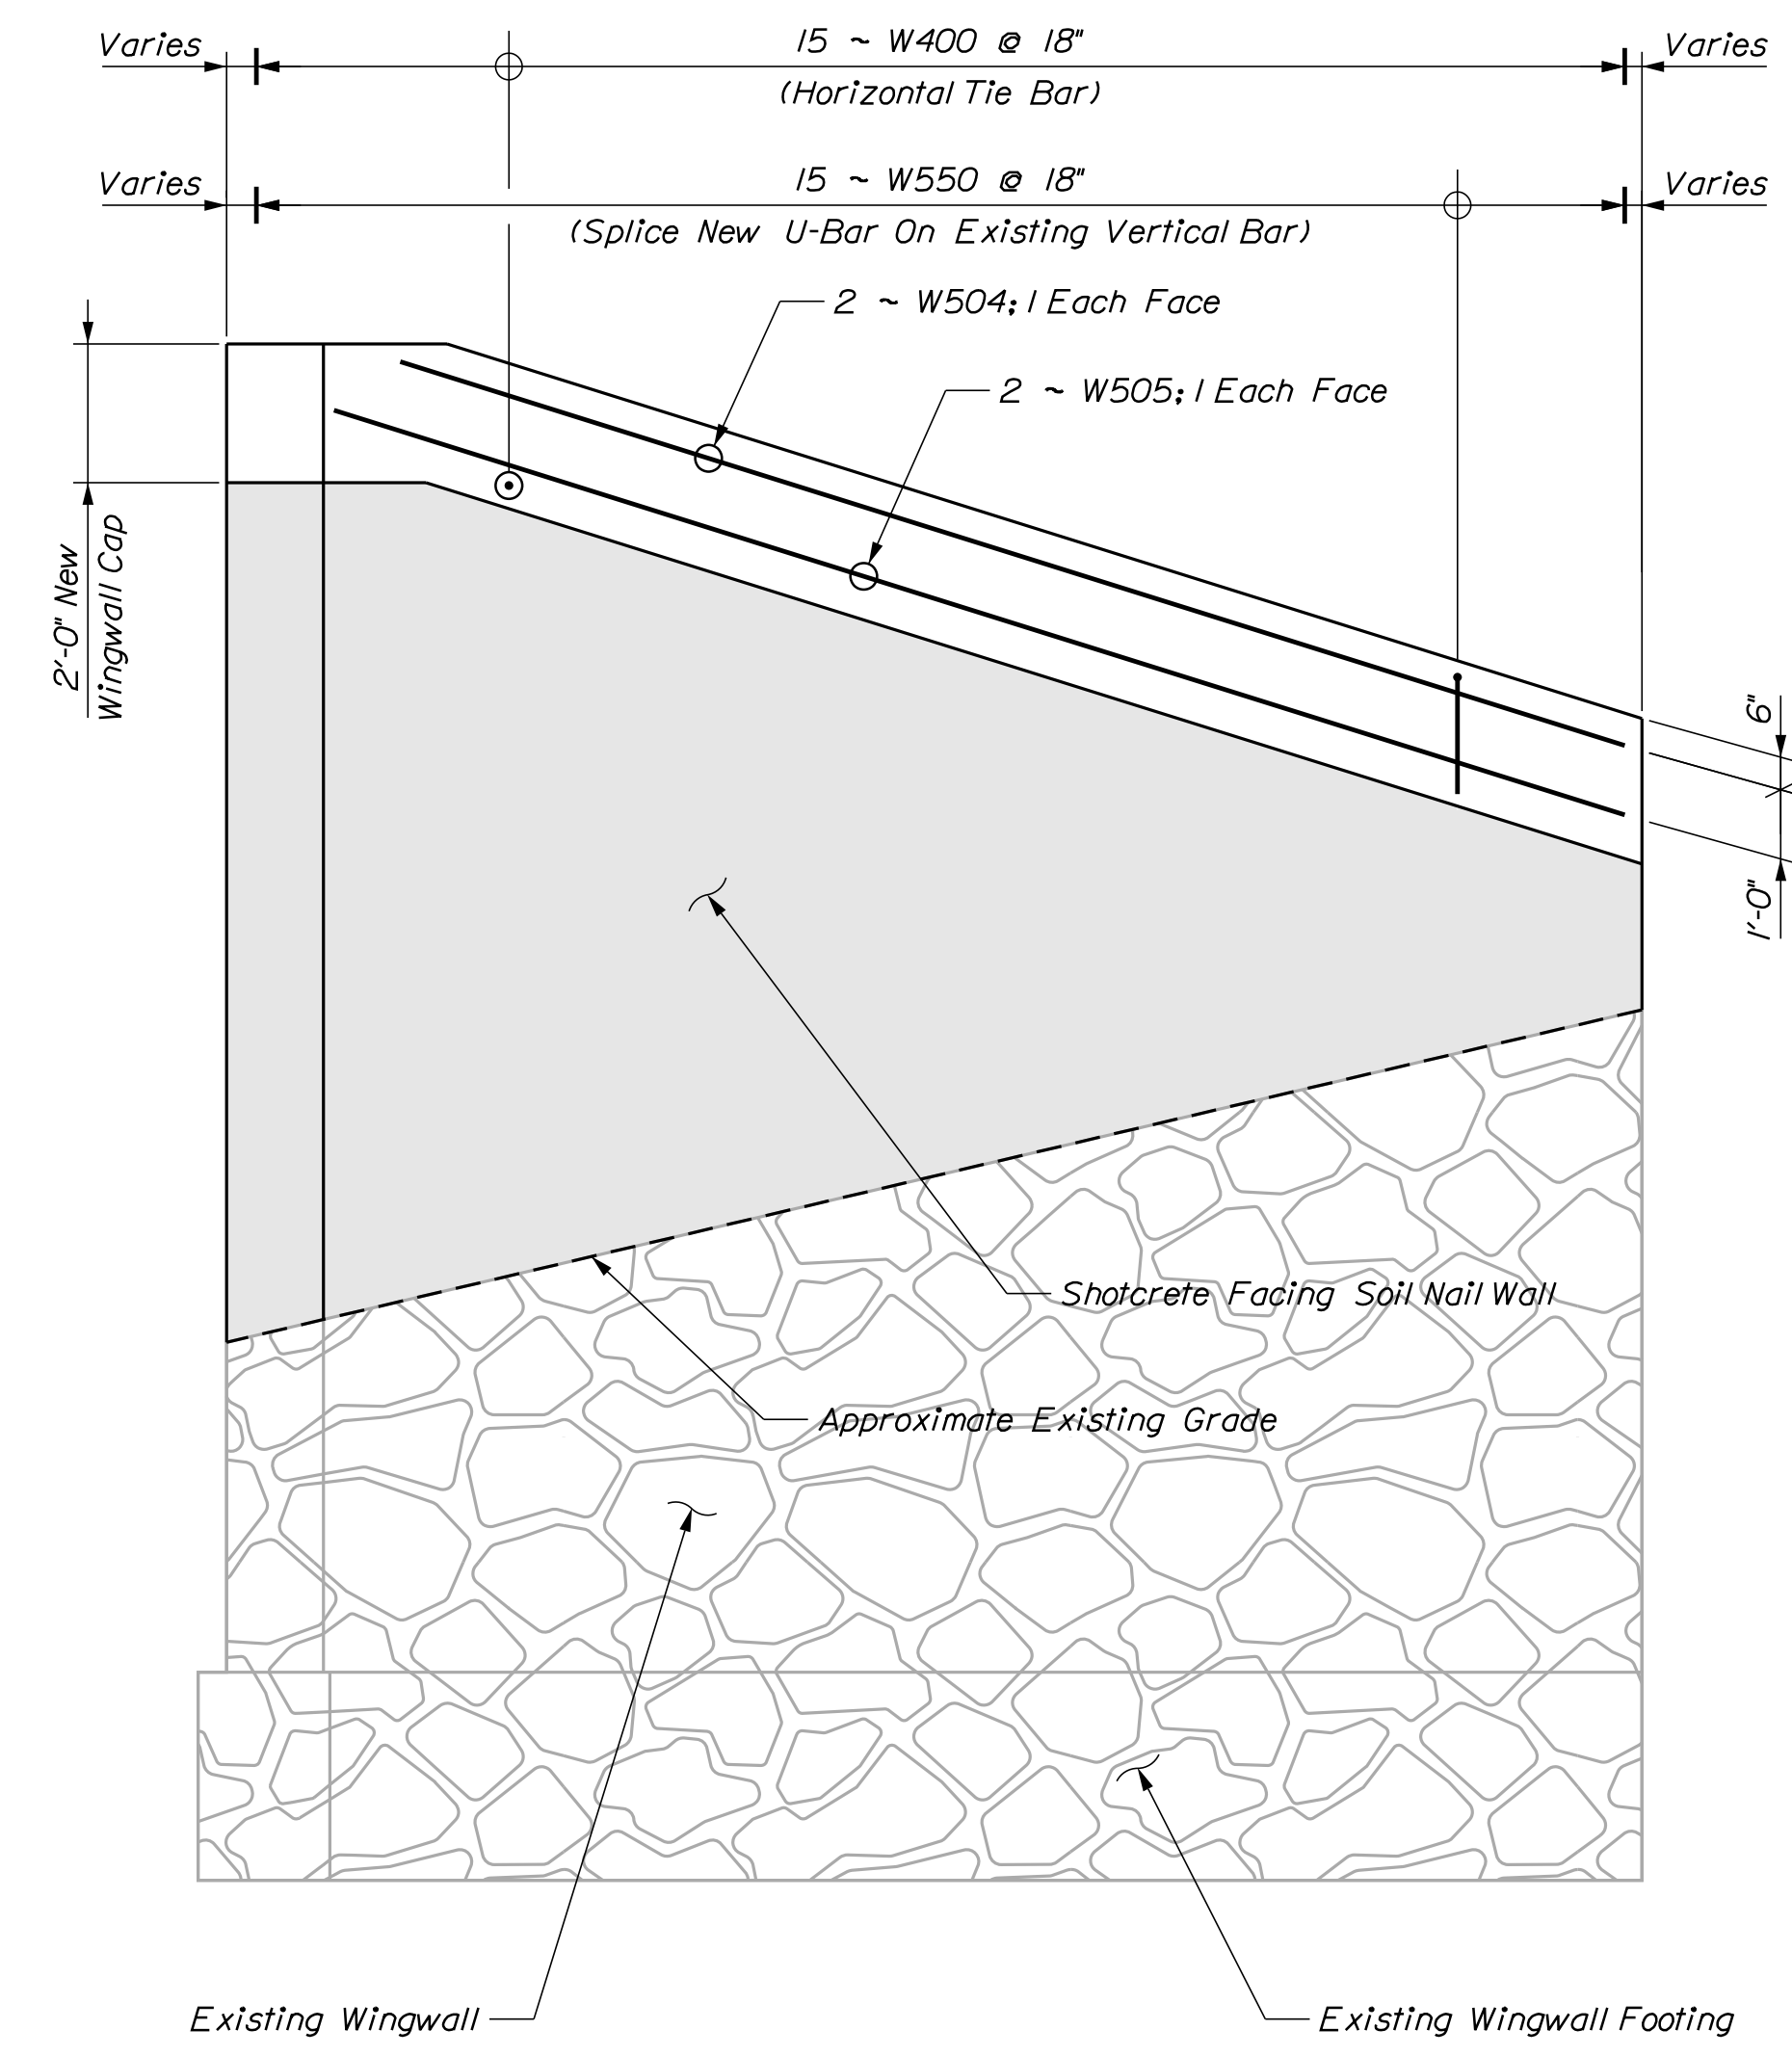 Varies
15 ~ W400 @ 18"
Varies
(Horizontal Tie Bar)
Varies
15 ~ W550 @ 18"
Varies
(Splice New U-Bar On Existing Vertical Bar)
2 ~ W504; 1 Each Face
2 ~ W505; 1 Each Face
2'-0" New
Wingwall Cap
6"
1'-0"
Shotcrete Facing Soil Nail Wall
Approximate Existing Grade
Existing Wingwall
Existing Wingwall Footing